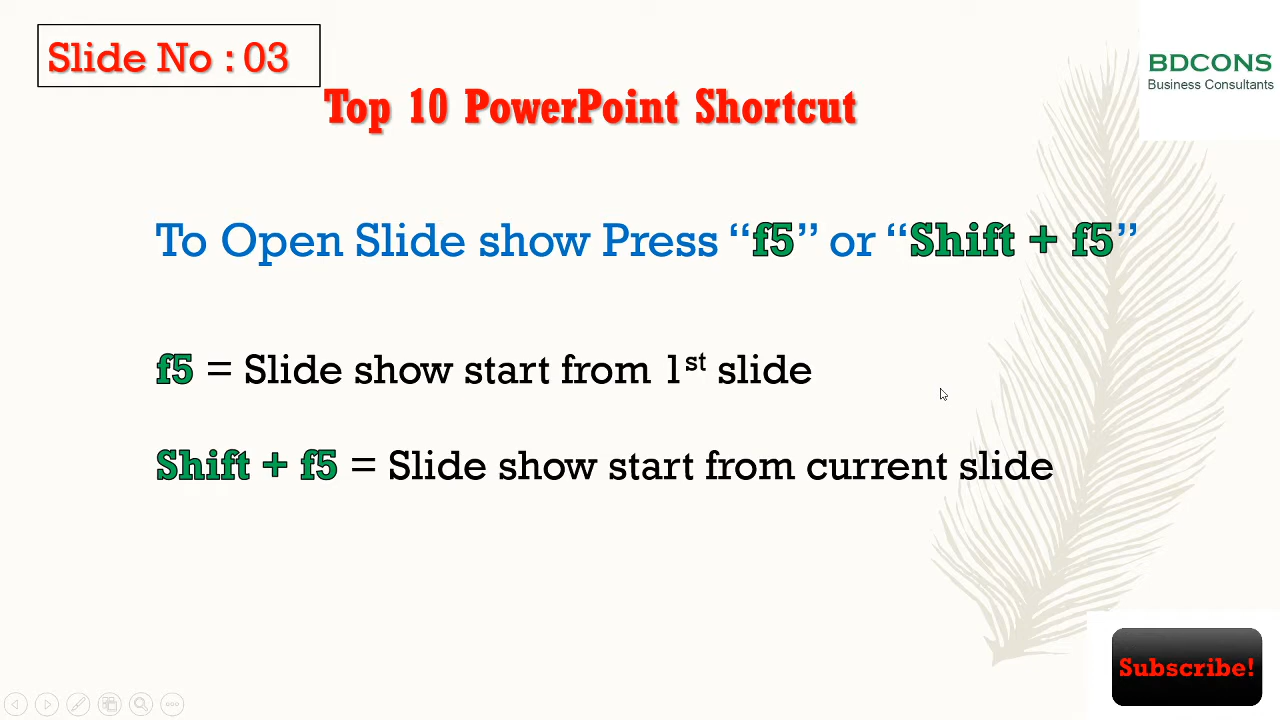 Slide No : 03
BDCONS
Business Consultants
Top 10 PowerPoint Shortcut
To Open Slide show Press “f5” or “Shift + f5”
f5 = Slide show start from 1st slide
Shift + f5 = Slide show start from current slide
Subscribe!